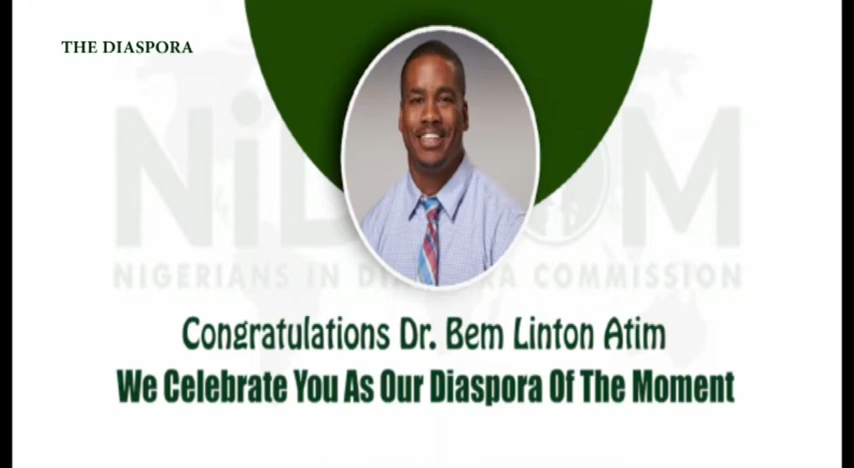 THE DIASPORA
NiDCOM
NIGERIANS IN DIASPORA COMMISSION
Congratulations Dr. Bem Linton Atim
We Celebrate You As Our Diaspora Of The Moment